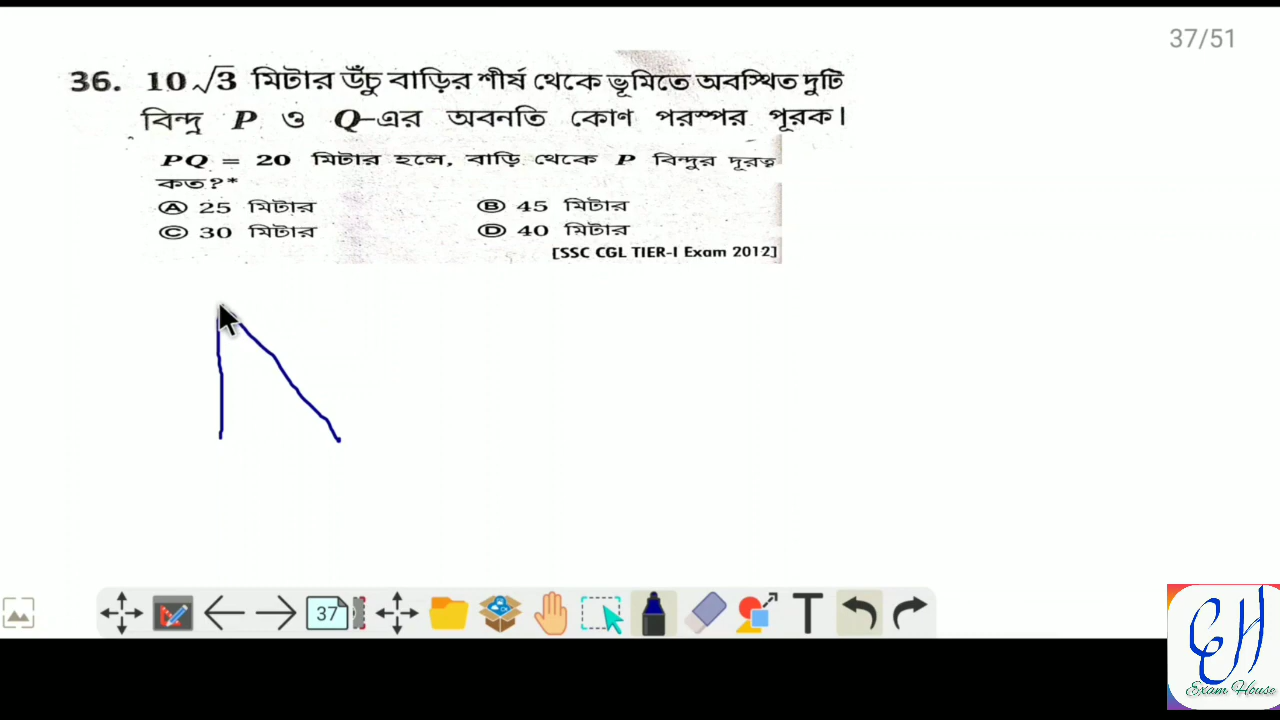 37/51
36. 10√3 মিটার উঁচু বাড়ির শীর্ষ থেকে ভূমিতে অবস্থিত দুটি
বিন্দু P ও Q–এর অবনতি কোণ পরস্পর পূরক।
PQ = 20 মিটার হলে, বাড়ি থেকে P বিন্দুর দূরত্ব
কত?*
Ⓐ 25 মিটার Ⓑ 45 মিটার
Ⓒ 30 মিটার Ⓓ 40 মিটার
[SSC CGL TIER-I Exam 2012]
37
T
EH
Exam House